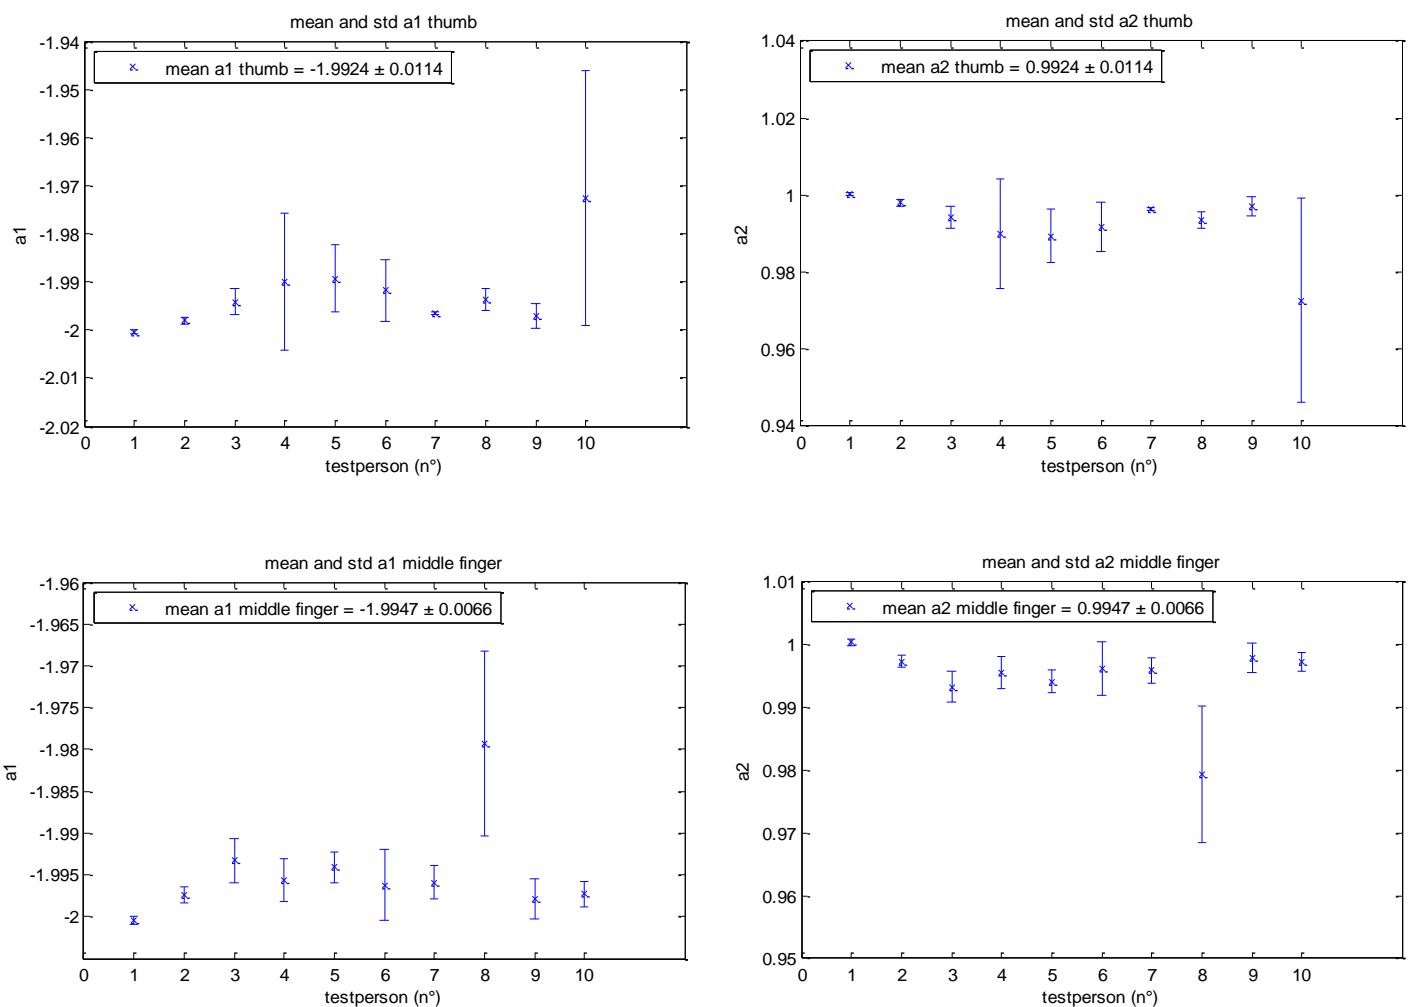 mean and std a1 thumb
mean a1 thumb = -1.9924 ± 0.0114
-1.94
-1.95
-1.96
-1.97
-1.98
-1.99
-2
-2.01
-2.02
a1
0 1 2 3 4 5 6 7 8 9 10
testperson (n°)
mean and std a2 thumb
mean a2 thumb = 0.9924 ± 0.0114
1.04
1.02
1
0.98
0.96
0.94
a2
0 1 2 3 4 5 6 7 8 9 10
testperson (n°)
mean and std a1 middle finger
mean a1 middle finger = -1.9947 ± 0.0066
-1.96
-1.965
-1.97
-1.975
-1.98
-1.985
-1.99
-1.995
-2
a1
0 1 2 3 4 5 6 7 8 9 10
testperson (n°)
mean and std a2 middle finger
mean a2 middle finger = 0.9947 ± 0.0066
1.01
1
0.99
0.98
0.97
0.96
0.95
a2
0 1 2 3 4 5 6 7 8 9 10
testperson (n°)